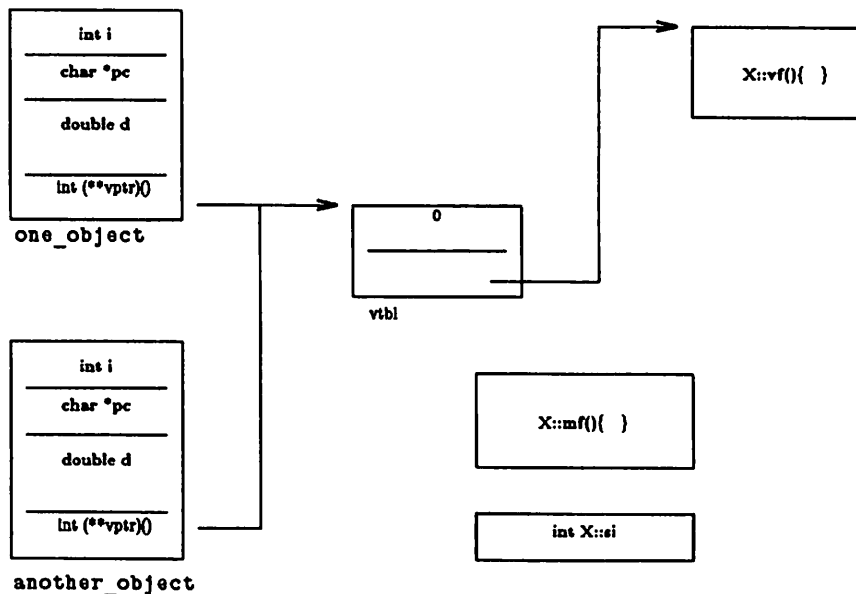 int i
char *pc
double d
int (**vptr)()
one_object
X::vf(){ }
0
vtbl
int i
char *pc
double d
int (**vptr)()
another_object
X::mf(){ }
int X::si